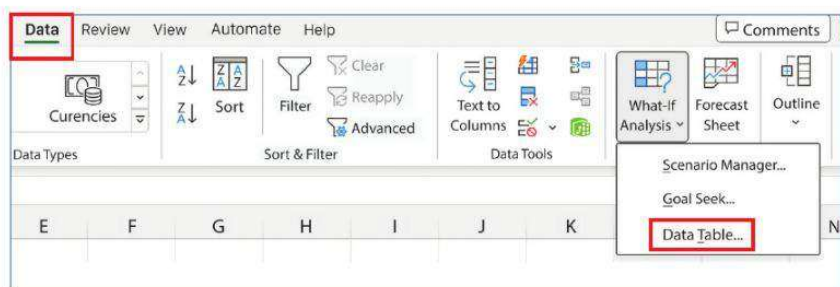 Data Review View Automate Help Comments
Clear
Reapply
Advanced
Curencies
Sort
Filter
Text to
Columns
What-If
Analysis
Forecast
Sheet
Outline
Data Types
Sort & Filter
Data Tools
Scenario Manager...
Goal Seek...
Data Table...
E F G H I J K N